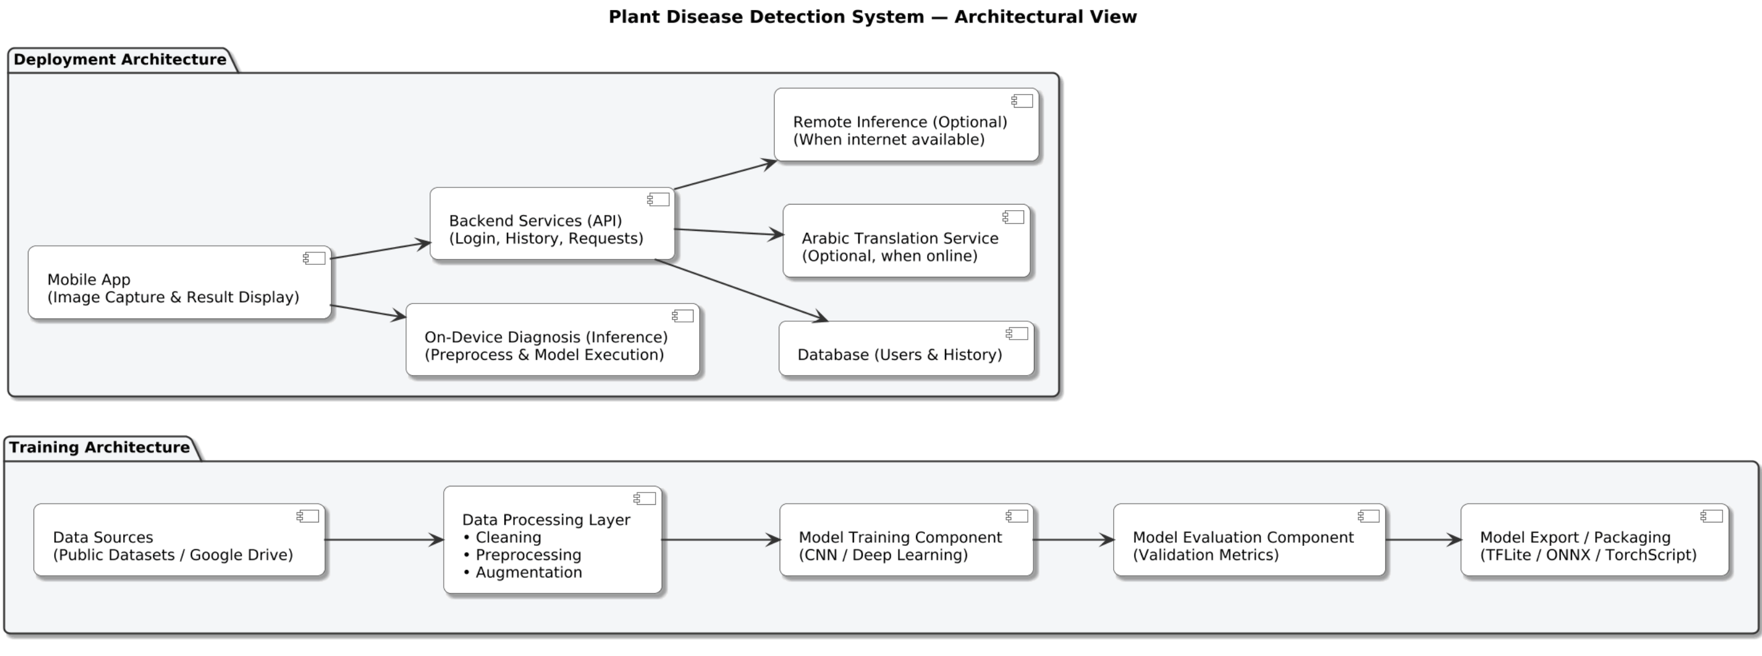 Plant Disease Detection System — Architectural View
Deployment Architecture
Remote Inference (Optional)
(When internet available)
Backend Services (API)
(Login, History, Requests)
Arabic Translation Service
(Optional, when online)
Mobile App
(Image Capture & Result Display)
On-Device Diagnosis (Inference)
(Preprocess & Model Execution)
Database (Users & History)
Training Architecture
Data Sources
(Public Datasets / Google Drive)
Data Processing Layer
• Cleaning
• Preprocessing
• Augmentation
Model Training Component
(CNN / Deep Learning)
Model Evaluation Component
(Validation Metrics)
Model Export / Packaging
(TFLite / ONNX / TorchScript)